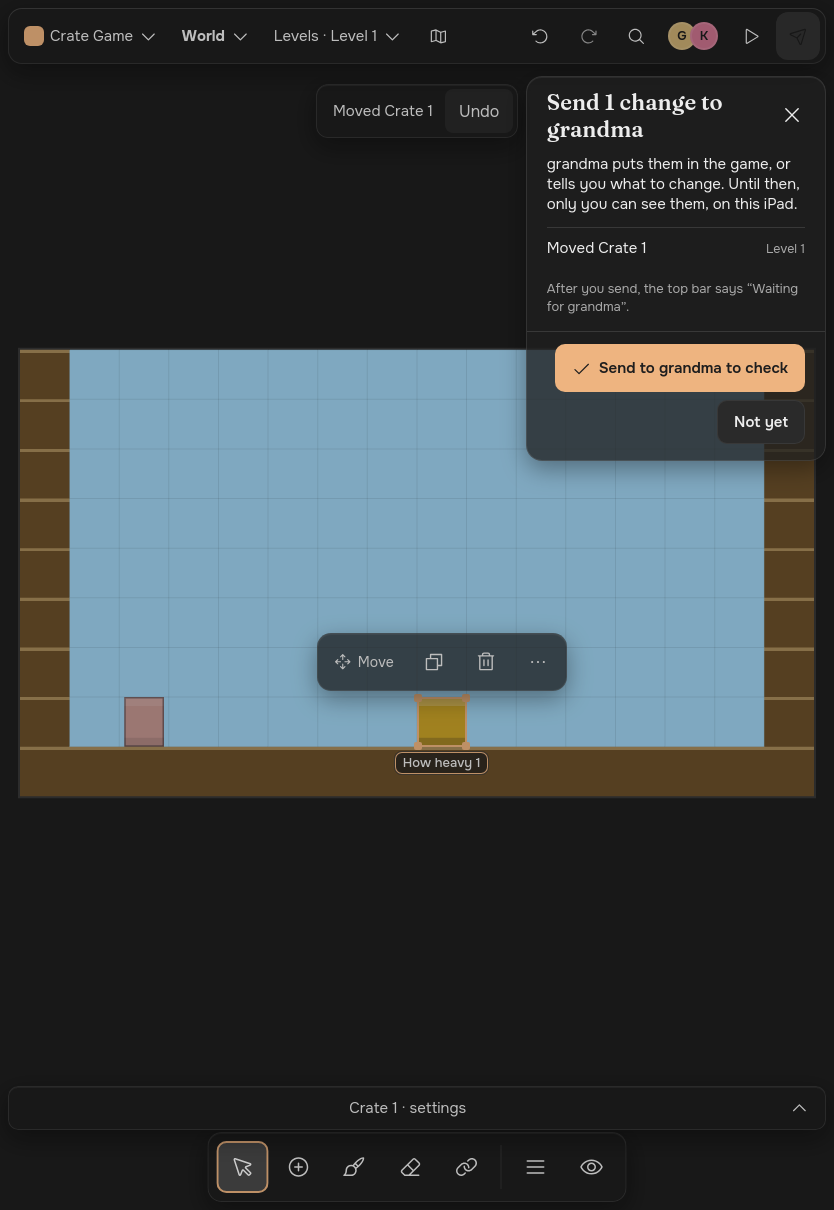 Crate Game
World
Levels · Level 1
G
K
Moved Crate 1
Undo
Send 1 change to
grandma
grandma puts them in the game, or
tells you what to change. Until then,
only you can see them, on this iPad.
Moved Crate 1
Level 1
After you send, the top bar says “Waiting
for grandma”.
Send to grandma to check
Not yet
Move
How heavy 1
Crate 1 · settings